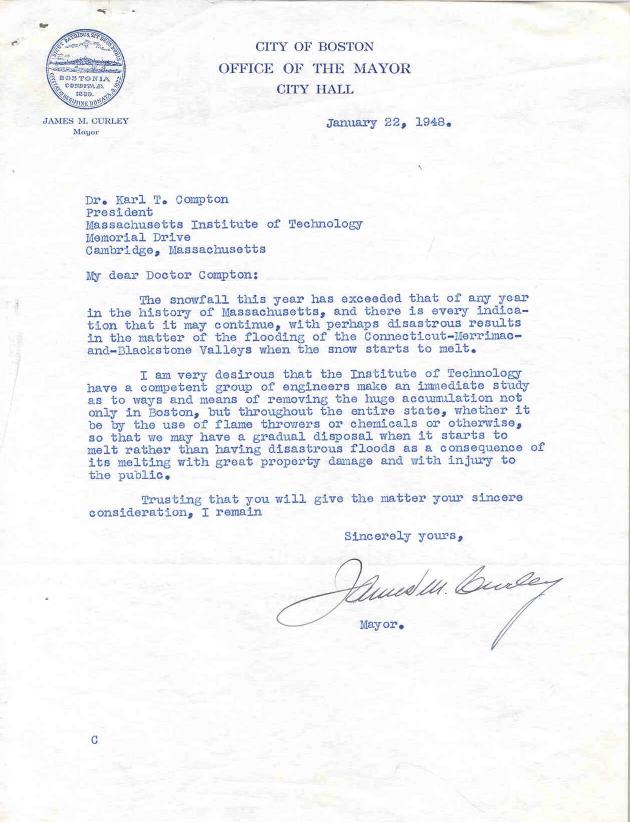 BOSTONIA
CONDITA A.D.
1630.
CITY OF BOSTON
OFFICE OF THE MAYOR
CITY HALL
JAMES M. CURLEY
Mayor
January 22, 1948.
Dr. Karl T. Compton
President
Massachusetts Institute of Technology
Memorial Drive
Cambridge, Massachusetts
My dear Doctor Compton:
The snowfall this year has exceeded that of any year
in the history of Massachusetts, and there is every indica-
tion that it may continue, with perhaps disastrous results
in the matter of the flooding of the Connecticut-Merrimac-
and-Blackstone Valleys when the snow starts to melt.
I am very desirous that the Institute of Technology
have a competent group of engineers make an immediate study
as to ways and means of removing the huge accumulation not
only in Boston, but throughout the entire state, whether it
be by the use of flame throwers or chemicals or otherwise,
so that we may have a gradual disposal when it starts to
melt rather than having disastrous floods as a consequence of
its melting with great property damage and with injury to
the public.
Trusting that you will give the matter your sincere
consideration, I remain
Sincerely yours,
James M. Curley
Mayor.
C